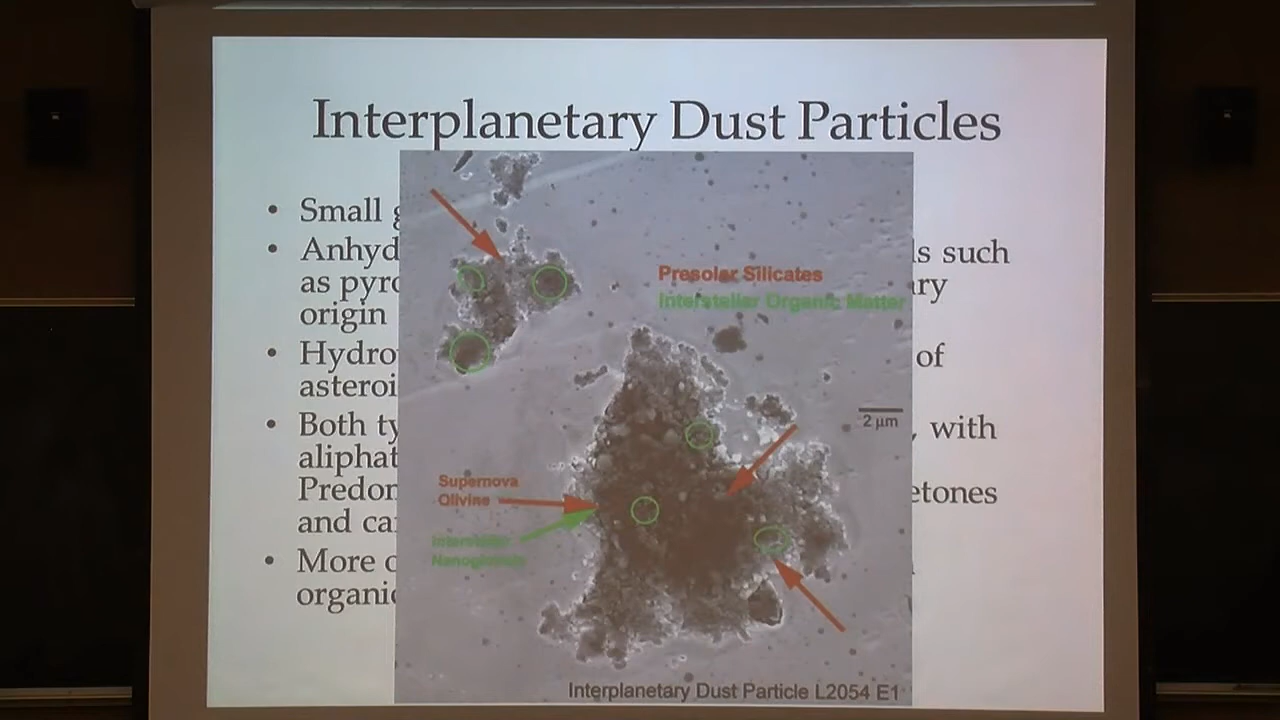 Interplanetary Dust Particles
• Small
• Anhyd ls such
as pyro ary
origin
• Hydro of
asteroi
• Both ty , with
aliphat
Predon etones
and ca
• More
organic
Presolar Silicates
Interstellar Organic Matter
2 µm
Supernova
Olivine
Interstellar
Nanoglobule
Interplanetary Dust Particle L2054 E1